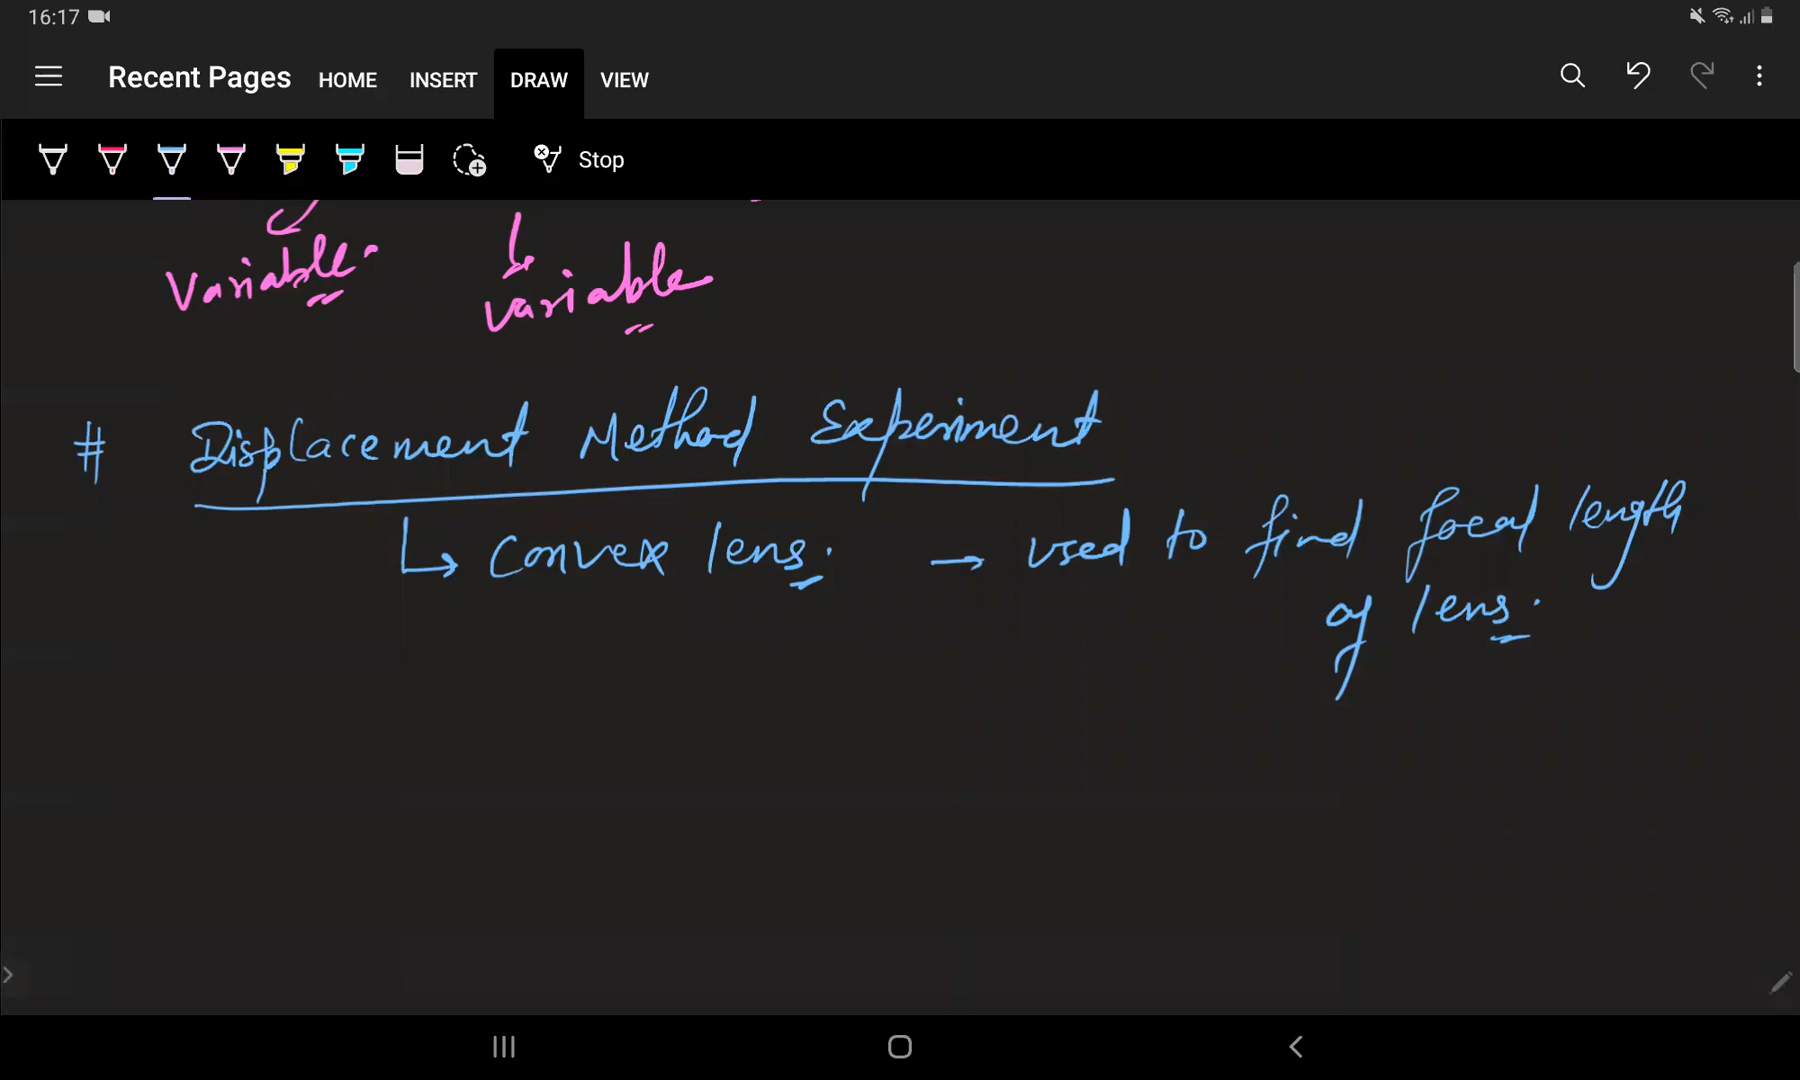 16:17
Recent Pages HOME INSERT DRAW VIEW
Stop
Variable variable
# Displacement Method Experiment
↳ Convex lens. → used to find focal length
of lens.